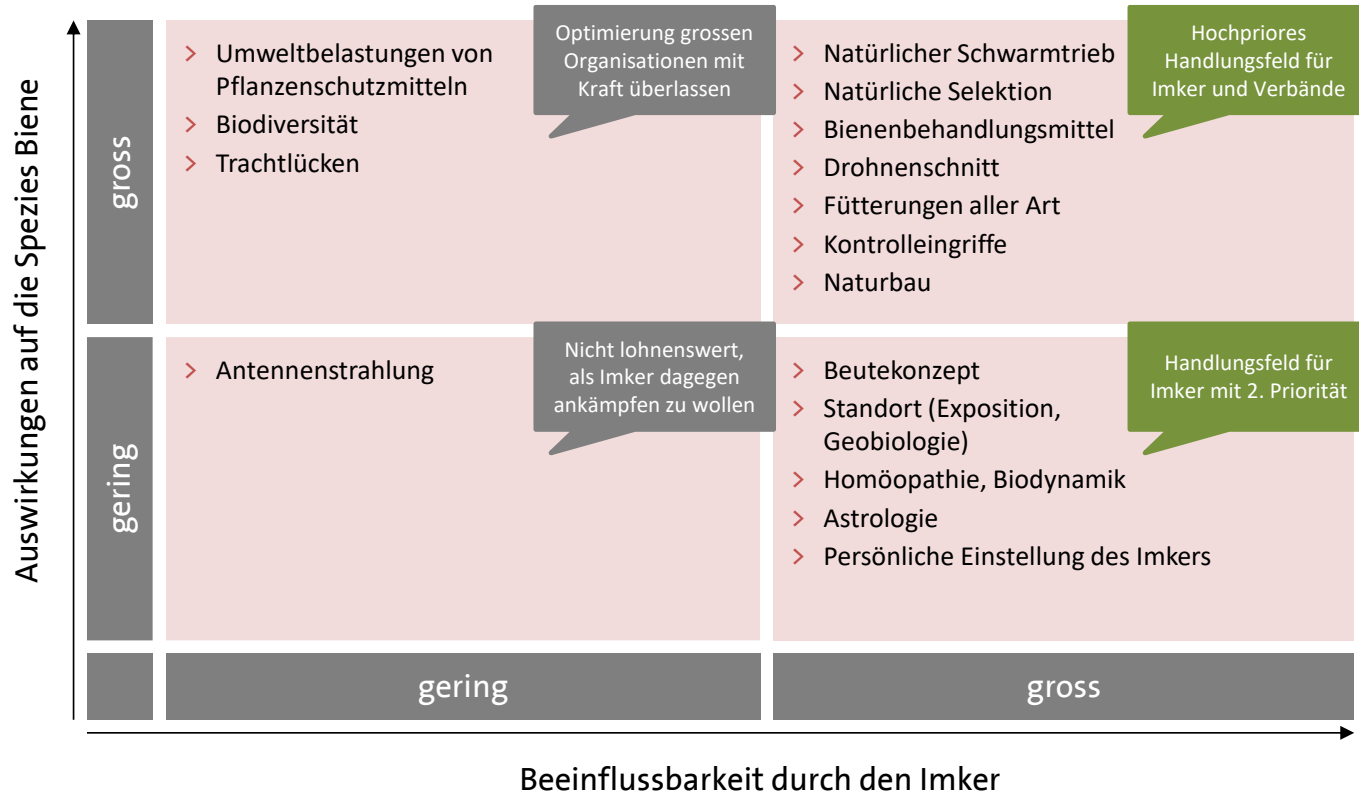 Auswirkungen auf die Spezies Biene
gross
> Umweltbelastungen von
Pflanzenschutzmitteln
> Biodiversität
> Trachtlücken
Optimierung grossen
Organisationen mit
Kraft überlassen
> Natürlicher Schwarmtrieb
> Natürliche Selektion
> Bienenbehandlungsmittel
> Drohnenschnitt
> Fütterungen aller Art
> Kontrolleingriffe
> Naturbau
Hochpriores
Handlungsfeld für
Imker und Verbände
gering
> Antennenstrahlung
Nicht lohnenswert,
als Imker dagegen
ankämpfen zu wollen
> Beutekonzept
> Standort (Exposition,
Geobiologie)
> Homöopathie, Biodynamik
> Astrologie
> Persönliche Einstellung des Imkers
Handlungsfeld für
Imker mit 2. Priorität
gering
gross
Beeinflussbarkeit durch den Imker